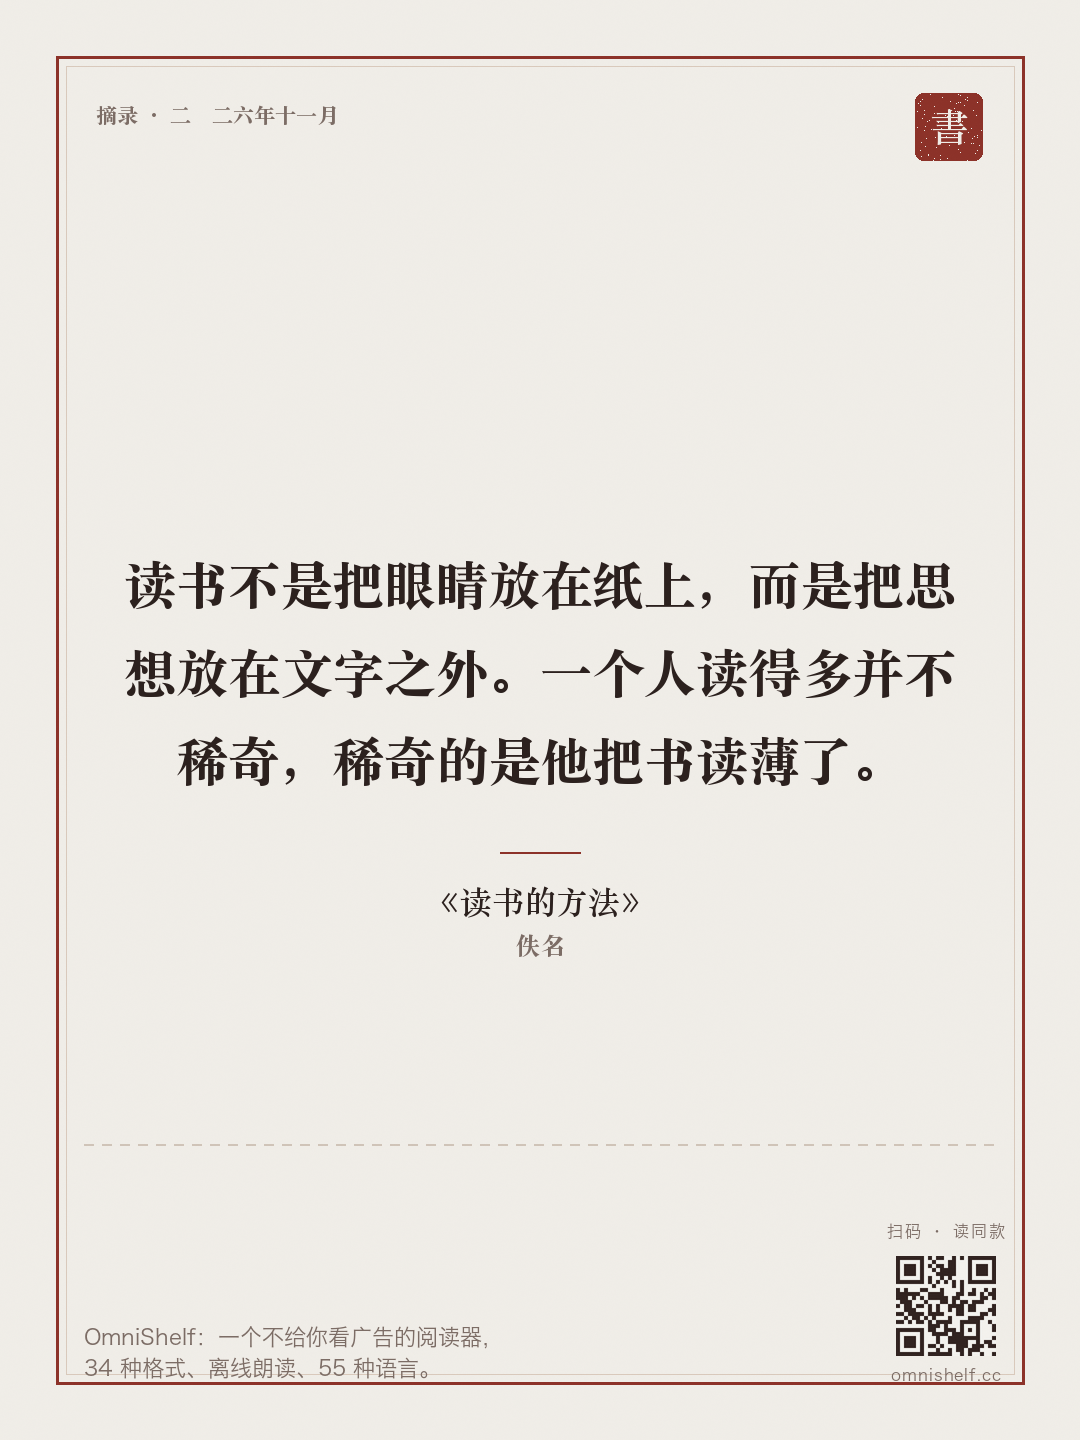 摘录 · 二　二六年十一月
書
读书不是把眼睛放在纸上，而是把思
想放在文字之外。一个人读得多并不
稀奇，稀奇的是他把书读薄了。
《读书的方法》
佚名
扫码 · 读同款
OmniShelf：一个不给你看广告的阅读器，
34 种格式、离线朗读、55 种语言。
omnishelf.cc